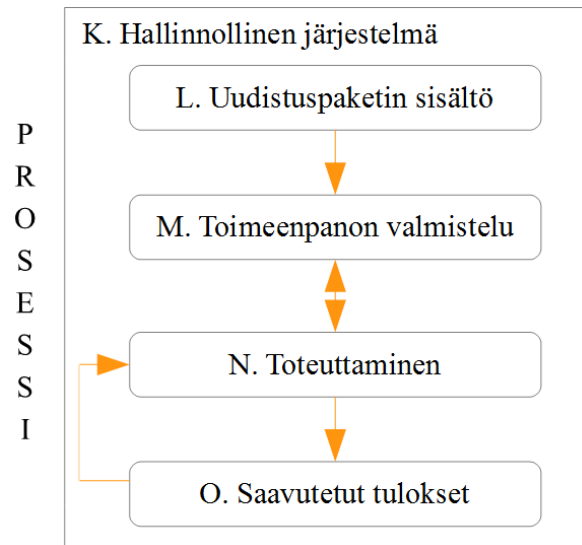 K. Hallinnollinen järjestelmä
L. Uudistuspaketin sisältö
M. Toimeenpanon valmistelu
N. Toteuttaminen
O. Saavutetut tulokset
P
R
O
S
E
S
S
I